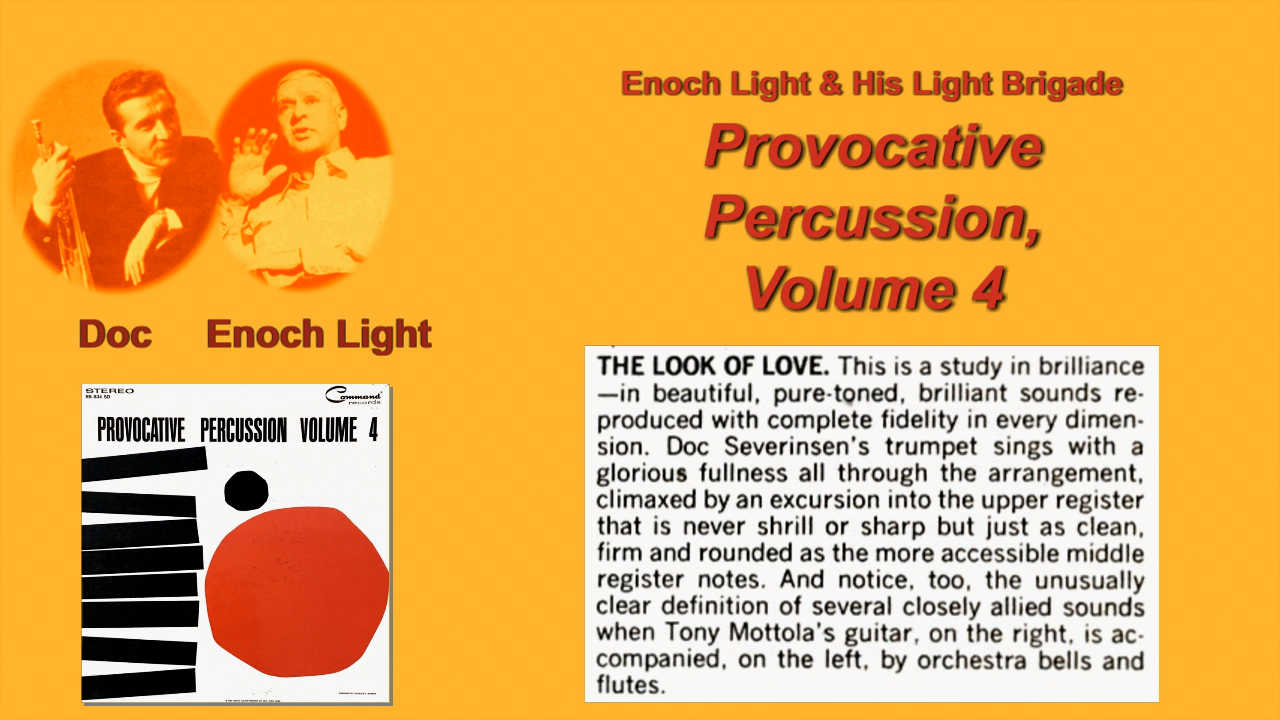 Enoch Light & His Light Brigade
Provocative
Percussion,
Volume 4
Doc
Enoch Light
STEREO
RS 834 SD
Command
records
PROVOCATIVE PERCUSSION VOLUME 4
THE LOOK OF LOVE. This is a study in brilliance
—in beautiful, pure-toned, brilliant sounds re-
produced with complete fidelity in every dimen-
sion. Doc Severinsen's trumpet sings with a
glorious fullness all through the arrangement,
climaxed by an excursion into the upper register
that is never shrill or sharp but just as clean,
firm and rounded as the more accessible middle
register notes. And notice, too, the unusually
clear definition of several closely allied sounds
when Tony Mottola's guitar, on the right, is ac-
companied, on the left, by orchestra bells and
flutes.